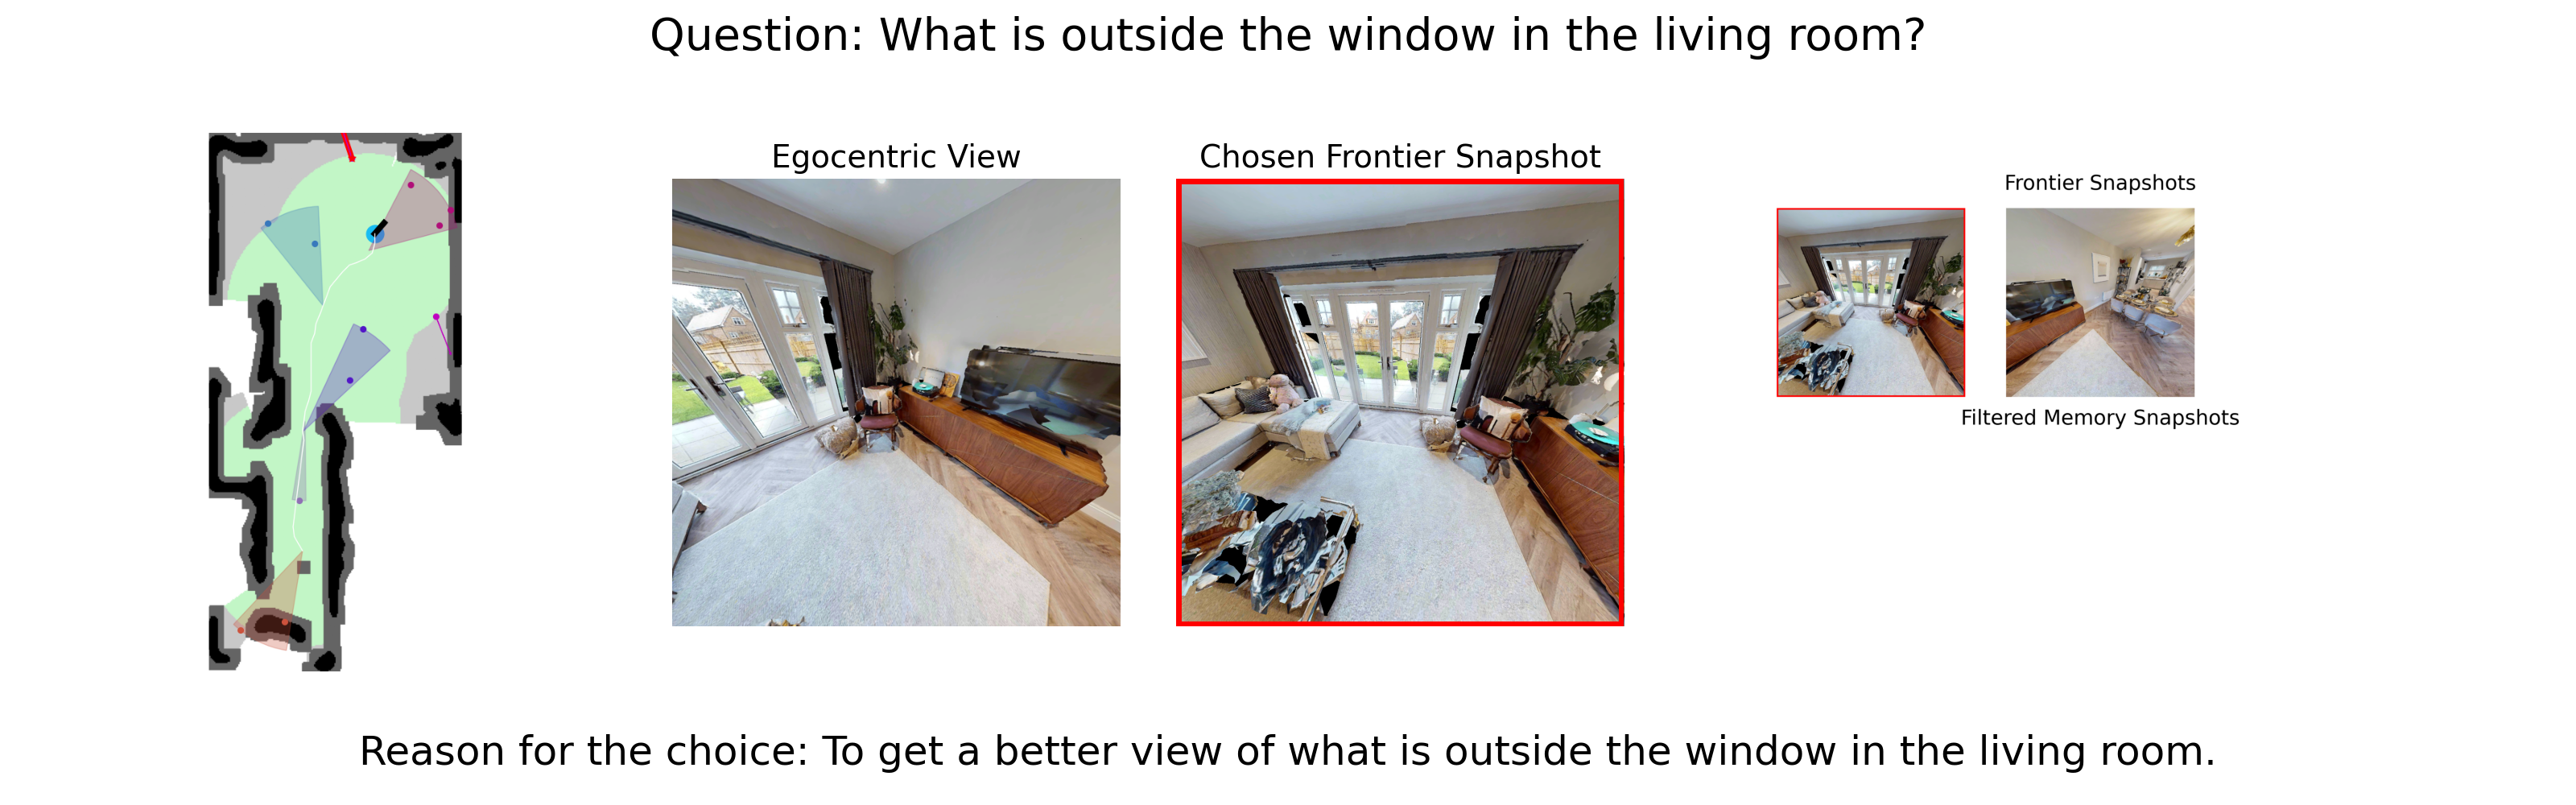 Question: What is outside the window in the living room?
Egocentric View
Chosen Frontier Snapshot
Frontier Snapshots
Filtered Memory Snapshots
Reason for the choice: To get a better view of what is outside the window in the living room.